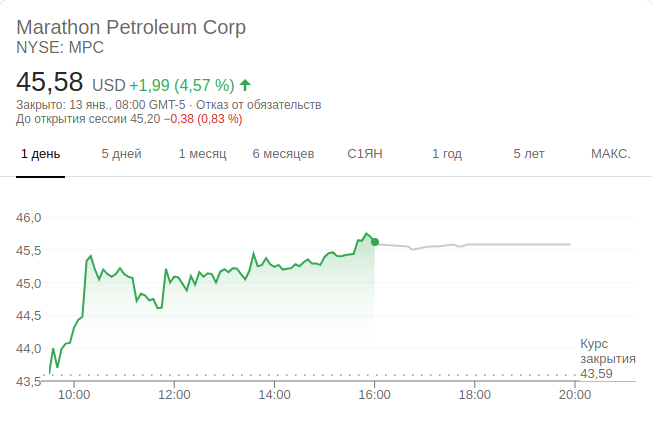 Marathon Petroleum Corp
NYSE: MPC
45,58 USD +1,99 (4,57 %)
Закрыто: 13 янв., 08:00 GMT-5 · Отказ от обязательств
До открытия сессии 45,20 −0,38 (0,83 %)
1 день 5 дней 1 месяц 6 месяцев С1ЯН 1 год 5 лет МАКС.
46,0
45,5
45,0
44,5
44,0
43,5
Курс
закрытия
43,59
10:00 12:00 14:00 16:00 18:00 20:00